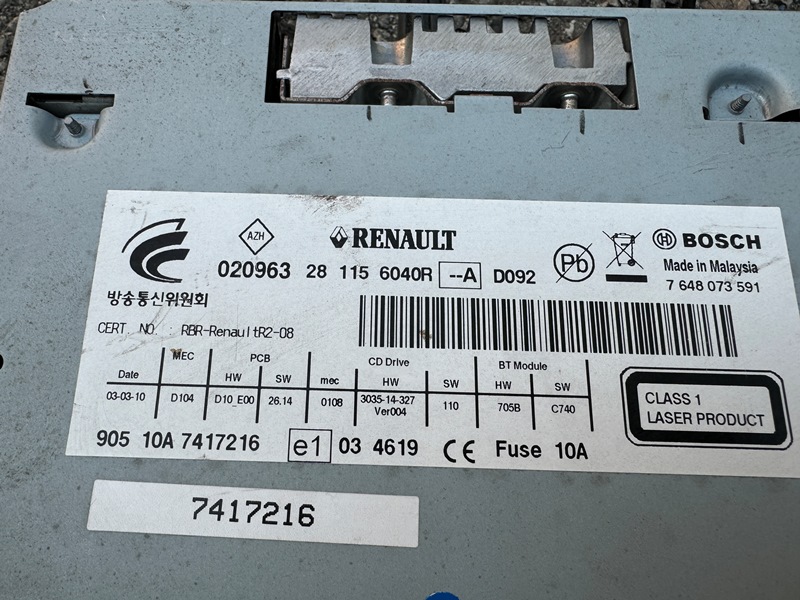 AZH
RENAULT
BOSCH
020963 28 115 6040R --A D092
Pb
Made in Malaysia
7 648 073 591
방송통신위원회
CERT. NO. : RBR-RenaultR2-08
MEC PCB CD Drive BT Module
Date HW SW mec HW SW HW SW
03-03-10 D104 D10_E00 26.14 0108 3035-14-327 110 705B C740
Ver004
CLASS 1
LASER PRODUCT
905 10A 7417216 e1 03 4619 CE Fuse 10A
7417216